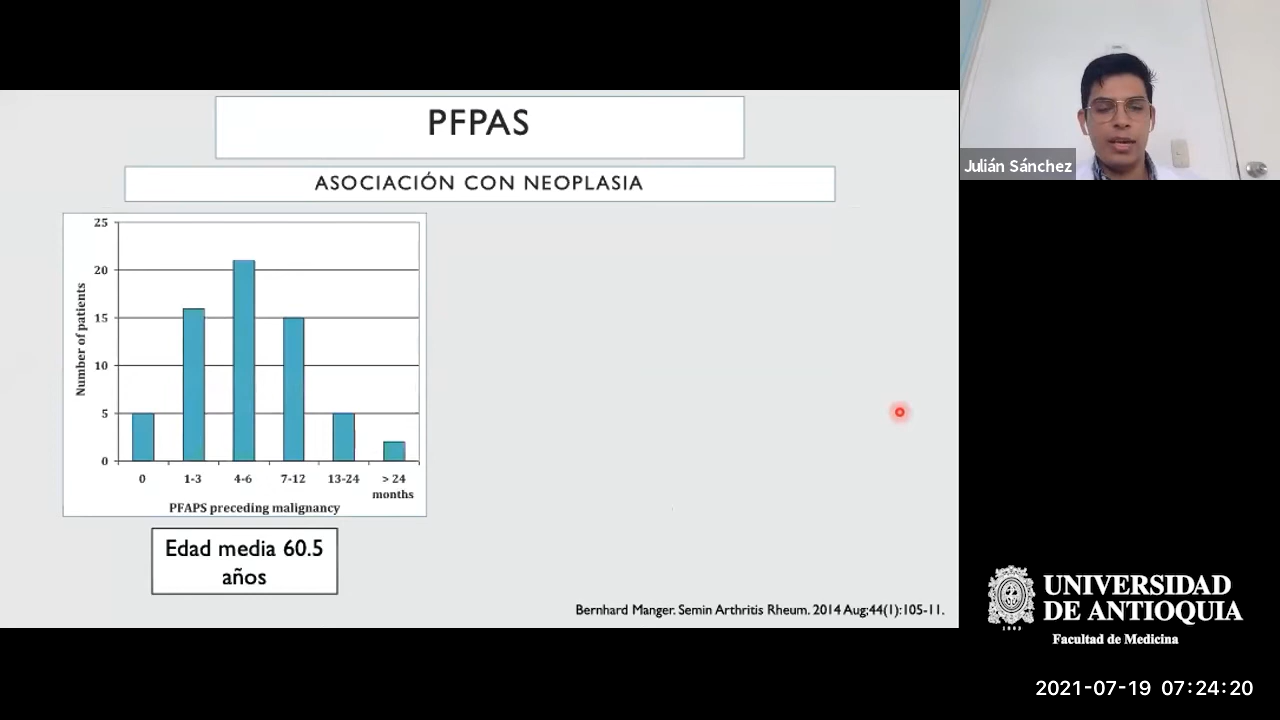 PFPAS
ASOCIACIÓN CON NEOPLASIA
25
20
15
10
5
0
Number of patients
0
1-3
4-6
7-12
13-24
> 24
months
PFAPS preceding malignancy
Edad media 60.5
años
Bernhard Manger. Semin Arthritis Rheum. 2014 Aug;44(1):105-11.
Julián Sánchez
UNIVERSIDAD
DE ANTIOQUIA
1803
Facultad de Medicina
2021-07-19 07:24:20